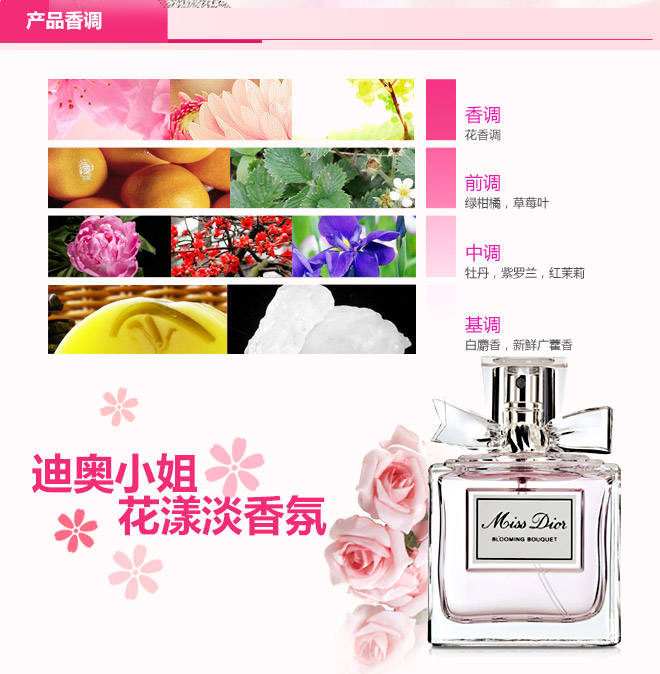 产品香调
香调
花香调
前调
绿柑橘，草莓叶
中调
牡丹，紫罗兰，红茉莉
基调
白麝香，新鲜广藿香
迪奥小姐
花漾淡香氛
Miss Dior
BLOOMING BOUQUET